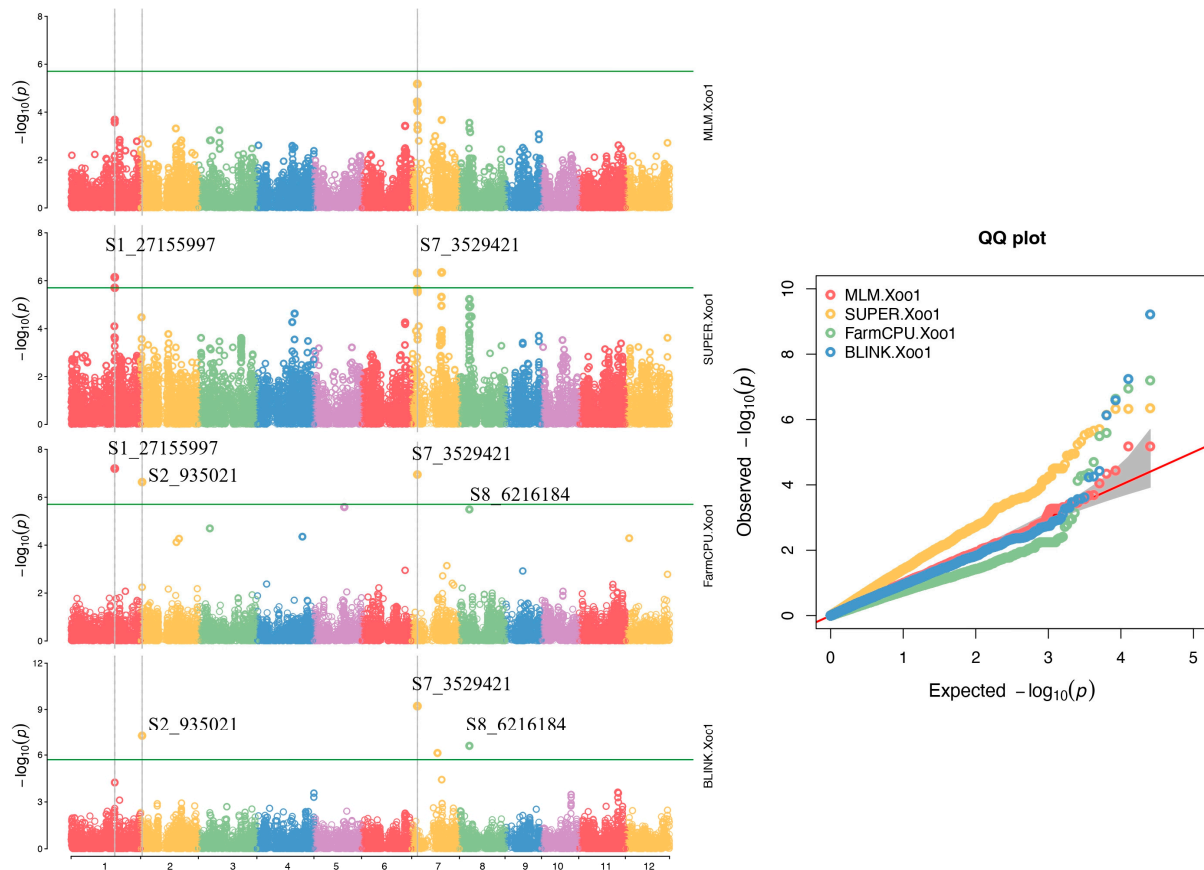 8
6
4
2
0
−log10(p)
MLM.Xoo1
8
6
4
2
0
−log10(p)
S1_27155997
S7_3529421
SUPER.Xoo1
8
6
4
2
0
−log10(p)
S1_27155997
S2_935021
S7_3529421
S8_6216184
FarmCPU.Xoo1
12
9
6
3
0
−log10(p)
S7_3529421
S2_935021
S8_6216184
BLINK.Xoo1
1 2 3 4 5 6 7 8 9 10 11 12
QQ plot
MLM.Xoo1
SUPER.Xoo1
FarmCPU.Xoo1
BLINK.Xoo1
10
8
6
4
2
0
Observed −log10(p)
0 1 2 3 4 5
Expected −log10(p)